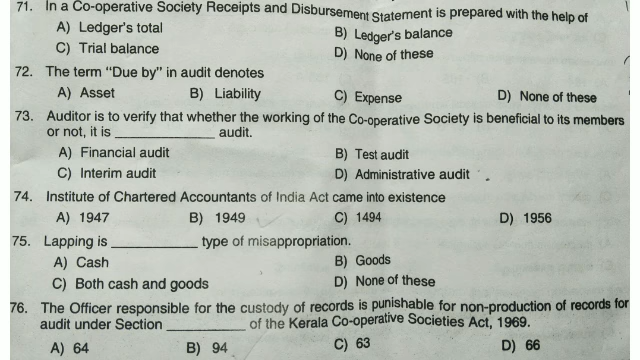 71. In a Co-operative Society Receipts and Disbursement Statement is prepared with the help of
A) Ledger's total B) Ledger's balance
C) Trial balance D) None of these
72. The term “Due by” in audit denotes
A) Asset B) Liability C) Expense D) None of these
73. Auditor is to verify that whether the working of the Co-operative Society is beneficial to its members
or not, it is ____________ audit.
A) Financial audit B) Test audit
C) Interim audit D) Administrative audit
74. Institute of Chartered Accountants of India Act came into existence
A) 1947 B) 1949 C) 1494 D) 1956
75. Lapping is ____________ type of misappropriation.
A) Cash B) Goods
C) Both cash and goods D) None of these
76. The Officer responsible for the custody of records is punishable for non-production of records for
audit under Section ____________ of the Kerala Co-operative Societies Act, 1969.
A) 64 B) 94 C) 63 D) 66